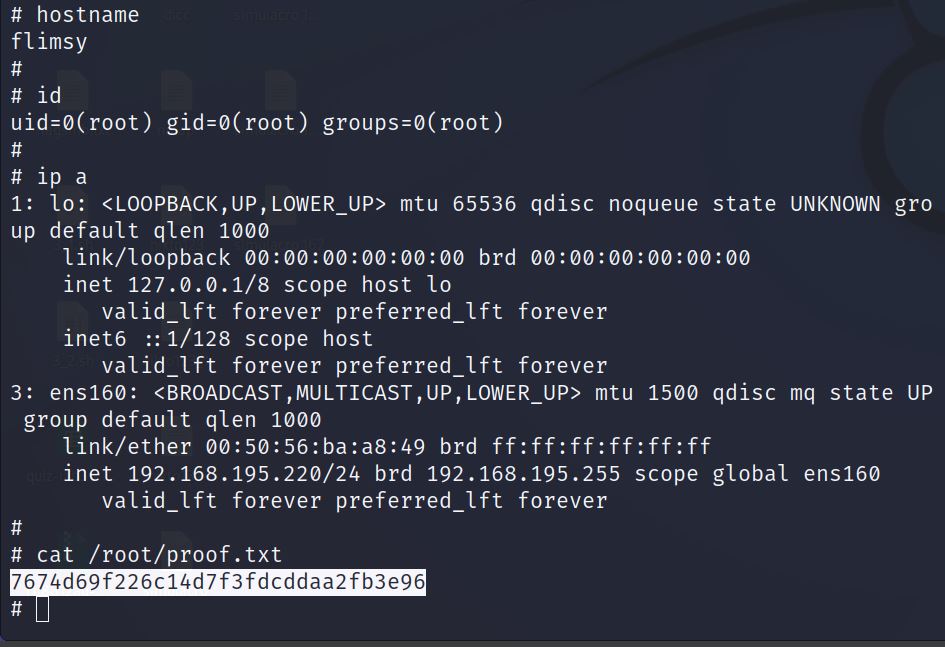 # hostname
flimsy
#
# id
uid=0(root) gid=0(root) groups=0(root)
#
# ip a
1: lo: <LOOPBACK,UP,LOWER_UP> mtu 65536 qdisc noqueue state UNKNOWN gro
up default qlen 1000
    link/loopback 00:00:00:00:00:00 brd 00:00:00:00:00:00
    inet 127.0.0.1/8 scope host lo
       valid_lft forever preferred_lft forever
    inet6 ::1/128 scope host
       valid_lft forever preferred_lft forever
3: ens160: <BROADCAST,MULTICAST,UP,LOWER_UP> mtu 1500 qdisc mq state UP
 group default qlen 1000
    link/ether 00:50:56:ba:a8:49 brd ff:ff:ff:ff:ff:ff
    inet 192.168.195.220/24 brd 192.168.195.255 scope global ens160
       valid_lft forever preferred_lft forever
#
# cat /root/proof.txt
7674d69f226c14d7f3fdcddaa2fb3e96
#